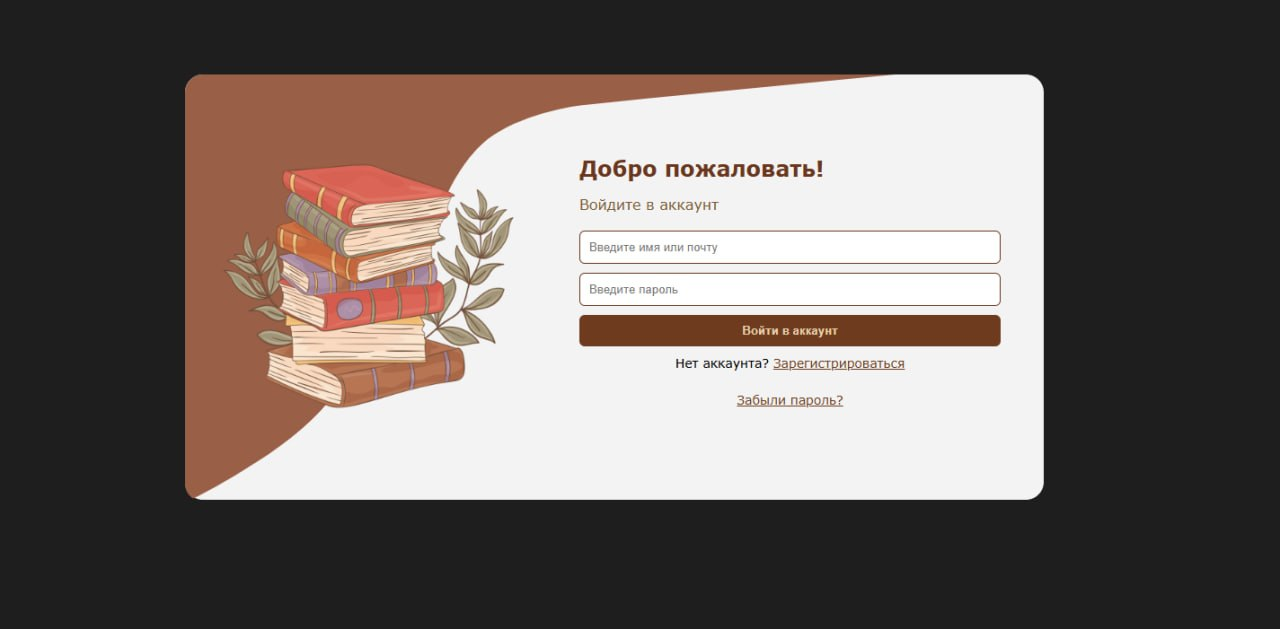 Добро пожаловать!
Войдите в аккаунт
Введите имя или почту
Введите пароль
Войти в аккаунт
Нет аккаунта? Зарегистрироваться
Забыли пароль?